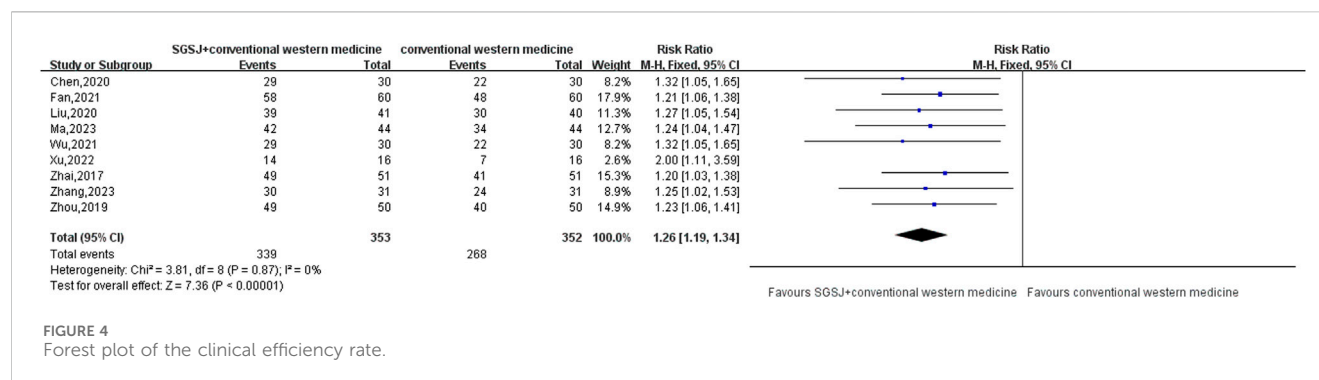 SGSJ+conventional western medicine conventional western medicine Risk Ratio Risk Ratio
Study or Subgroup Events Total Events Total Weight M-H, Fixed, 95% CI M-H, Fixed, 95% CI
Chen,2020 29 30 22 30 8.2% 1.32 [1.05, 1.65]
Fan,2021 58 60 48 60 17.9% 1.21 [1.06, 1.38]
Liu,2020 39 41 30 40 11.3% 1.27 [1.05, 1.54]
Ma,2023 42 44 34 44 12.7% 1.24 [1.04, 1.47]
Wu,2021 29 30 22 30 8.2% 1.32 [1.05, 1.65]
Xu,2022 14 16 7 16 2.6% 2.00 [1.11, 3.59]
Zhai,2017 49 51 41 51 15.3% 1.20 [1.03, 1.38]
Zhang,2023 30 31 24 31 8.9% 1.25 [1.02, 1.53]
Zhou,2019 49 50 40 50 14.9% 1.23 [1.06, 1.41]
Total (95% CI) 353 352 100.0% 1.26 [1.19, 1.34]
Total events 339 268
Heterogeneity: Chi² = 3.81, df = 8 (P = 0.87); I² = 0%
Test for overall effect: Z = 7.36 (P < 0.00001)
Favours SGSJ+conventional western medicine Favours conventional western medicine
FIGURE 4
Forest plot of the clinical efficiency rate.